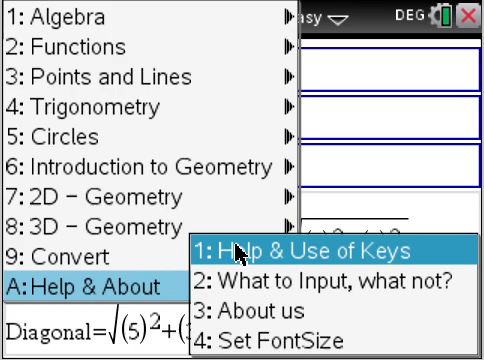 1: Algebra
2: Functions
3: Points and Lines
4: Trigonometry
5: Circles
6: Introduction to Geometry
7: 2D – Geometry
8: 3D – Geometry
9: Convert
A: Help & About
DEG
1: Help & Use of Keys
2: What to Input, what not?
3: About us
4: Set FontSize
Diagonal=√(5)²+(